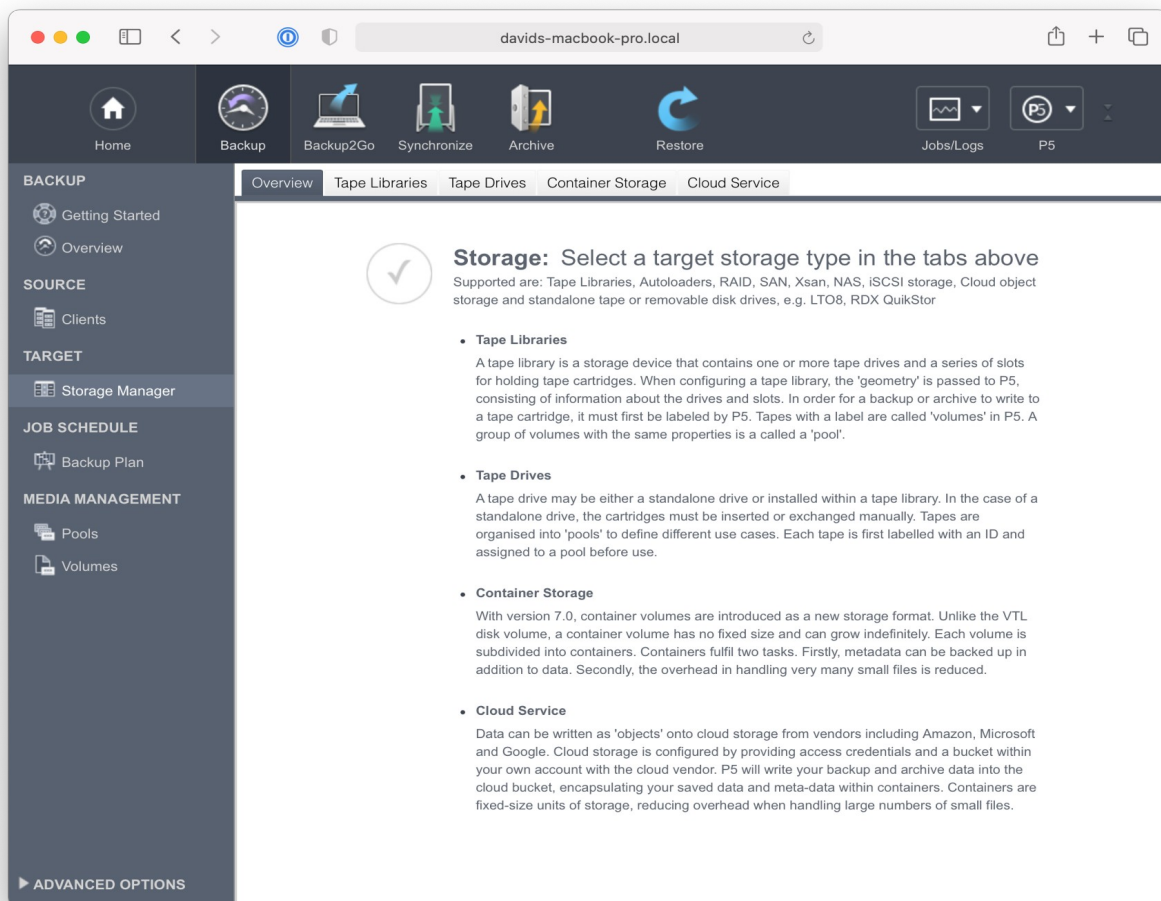 davids-macbook-pro.local
Home
Backup
Backup2Go
Synchronize
Archive
Restore
Jobs/Logs
P5
P5
BACKUP
Getting Started
Overview
SOURCE
Clients
TARGET
Storage Manager
JOB SCHEDULE
Backup Plan
MEDIA MANAGEMENT
Pools
Volumes
ADVANCED OPTIONS
Overview Tape Libraries Tape Drives Container Storage Cloud Service
Storage: Select a target storage type in the tabs above
Supported are: Tape Libraries, Autoloaders, RAID, SAN, Xsan, NAS, iSCSI storage, Cloud object
storage and standalone tape or removable disk drives, e.g. LTO8, RDX QuikStor
• Tape Libraries
A tape library is a storage device that contains one or more tape drives and a series of slots
for holding tape cartridges. When configuring a tape library, the 'geometry' is passed to P5,
consisting of information about the drives and slots. In order for a backup or archive to write to
a tape cartridge, it must first be labeled by P5. Tapes with a label are called 'volumes' in P5. A
group of volumes with the same properties is a called a 'pool'.
• Tape Drives
A tape drive may be either a standalone drive or installed within a tape library. In the case of a
standalone drive, the cartridges must be inserted or exchanged manually. Tapes are
organised into 'pools' to define different use cases. Each tape is first labelled with an ID and
assigned to a pool before use.
• Container Storage
With version 7.0, container volumes are introduced as a new storage format. Unlike the VTL
disk volume, a container volume has no fixed size and can grow indefinitely. Each volume is
subdivided into containers. Containers fulfil two tasks. Firstly, metadata can be backed up in
addition to data. Secondly, the overhead in handling very many small files is reduced.
• Cloud Service
Data can be written as 'objects' onto cloud storage from vendors including Amazon, Microsoft
and Google. Cloud storage is configured by providing access credentials and a bucket within
your own account with the cloud vendor. P5 will write your backup and archive data into the
cloud bucket, encapsulating your saved data and meta-data within containers. Containers are
fixed-size units of storage, reducing overhead when handling large numbers of small files.